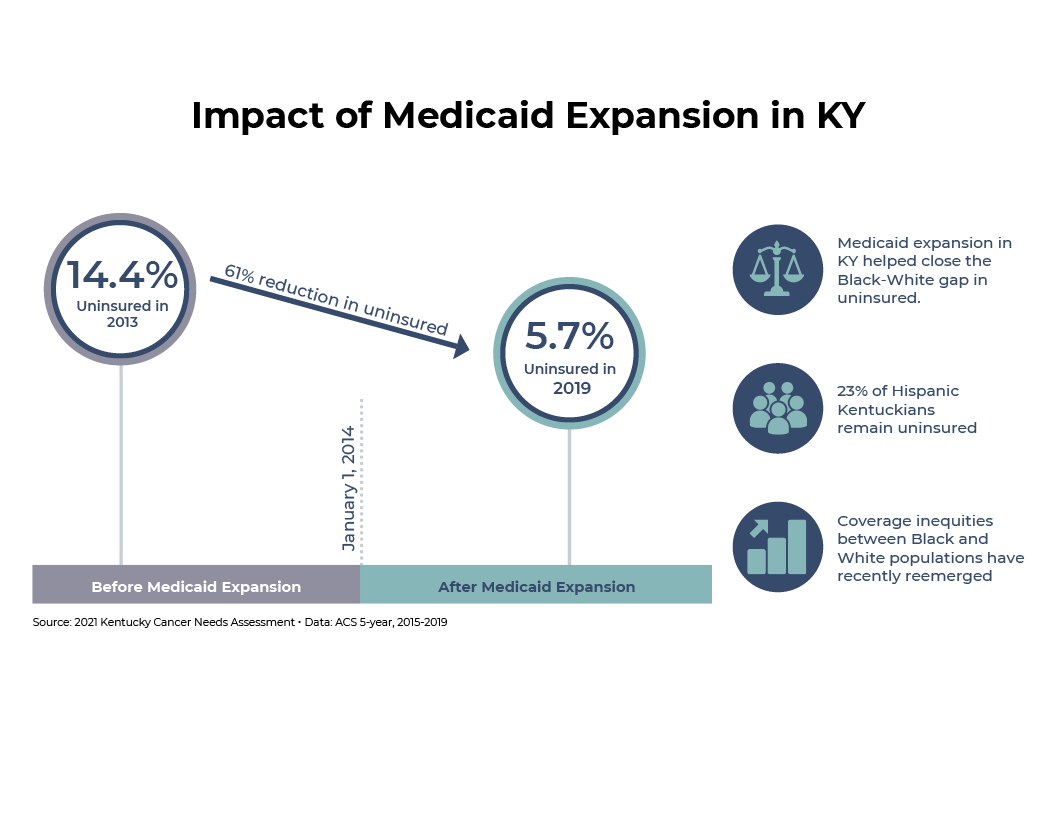 Impact of Medicaid Expansion in KY
14.4%
Uninsured in
2013
61% reduction in uninsured
5.7%
Uninsured in
2019
January 1, 2014
Before Medicaid Expansion
After Medicaid Expansion
Source: 2021 Kentucky Cancer Needs Assessment • Data: ACS 5-year, 2015-2019
Medicaid expansion in
KY helped close the
Black-White gap in
uninsured.
23% of Hispanic
Kentuckians
remain uninsured
Coverage inequities
between Black and
White populations have
recently reemerged